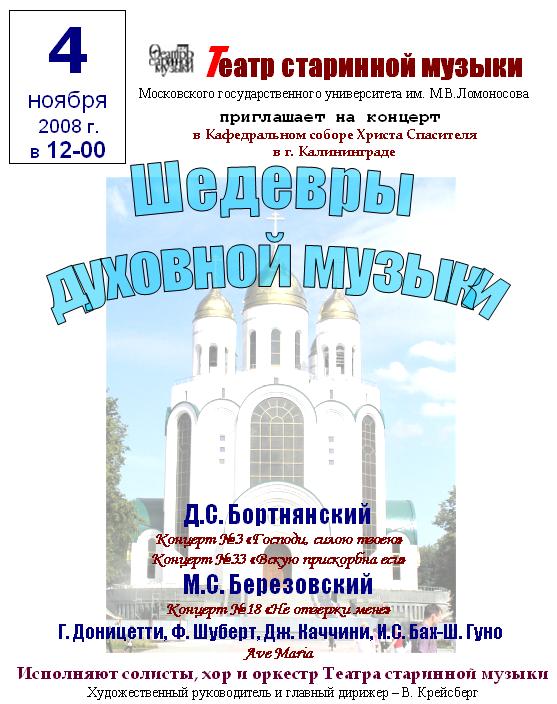 4
ноября
2008 г.
в 12-00
Театр
старинной
музыки
Театр старинной музыки
Московского государственного университета им. М.В.Ломоносова
приглашает на концерт
в Кафедральном соборе Христа Спасителя
в г. Калининграде
Шедевры
духовной музыки
Д.С. Бортнянский
Концерт №3 «Господи, силою твоею»
Концерт №33 «Вскую прискорбна еси»
М.С. Березовский
Концерт №18 «Не отвержи мене»
Г. Доницетти, Ф. Шуберт, Дж. Каччини, И.С. Бах-Ш. Гуно
Ave Maria
Исполняют солисты, хор и оркестр Театра старинной музыки
Художественный руководитель и главный дирижер – В. Крейсберг